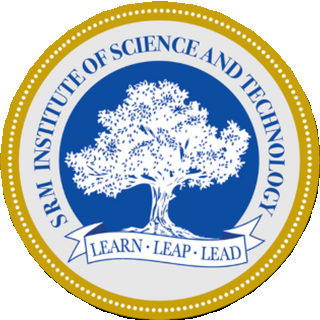 SRM INSTITUTE OF SCIENCE AND TECHNOLOGY
LEARN · LEAP · LEAD